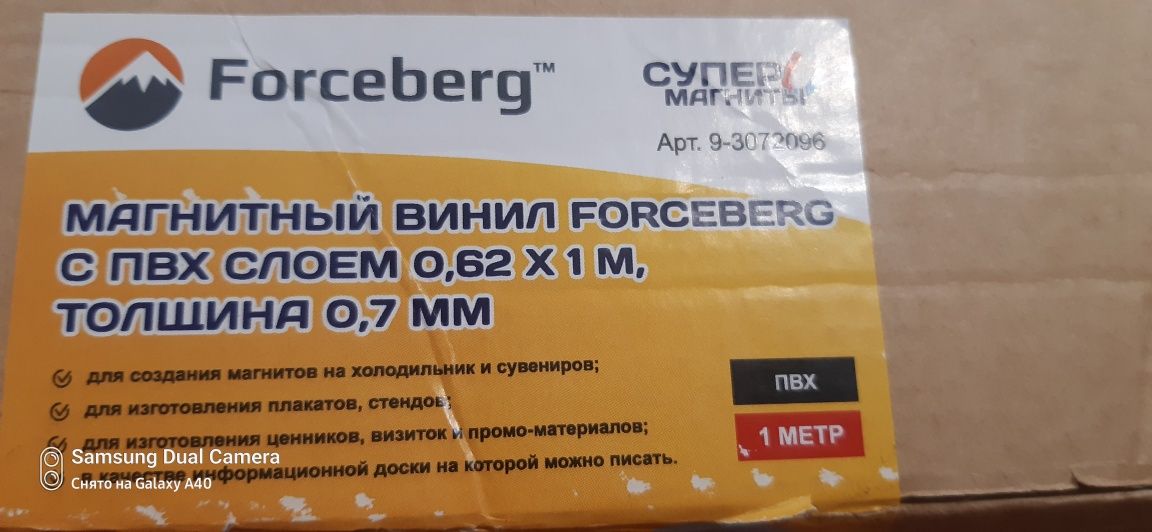 Forceberg™
СУПЕР
МАГНИТЫ
Арт. 9-3072096
МАГНИТНЫЙ ВИНИЛ FORCEBERG
С ПВХ СЛОЕМ 0,62 X 1 М,
ТОЛЩИНА 0,7 ММ
для создания магнитов на холодильник и сувениров;
для изготовления плакатов, стендов;
для изготовления ценников, визиток и промо-материалов;
в качестве информационной доски на которой можно писать.
ПВХ
1 МЕТР
Samsung Dual Camera
Снято на Galaxy A40